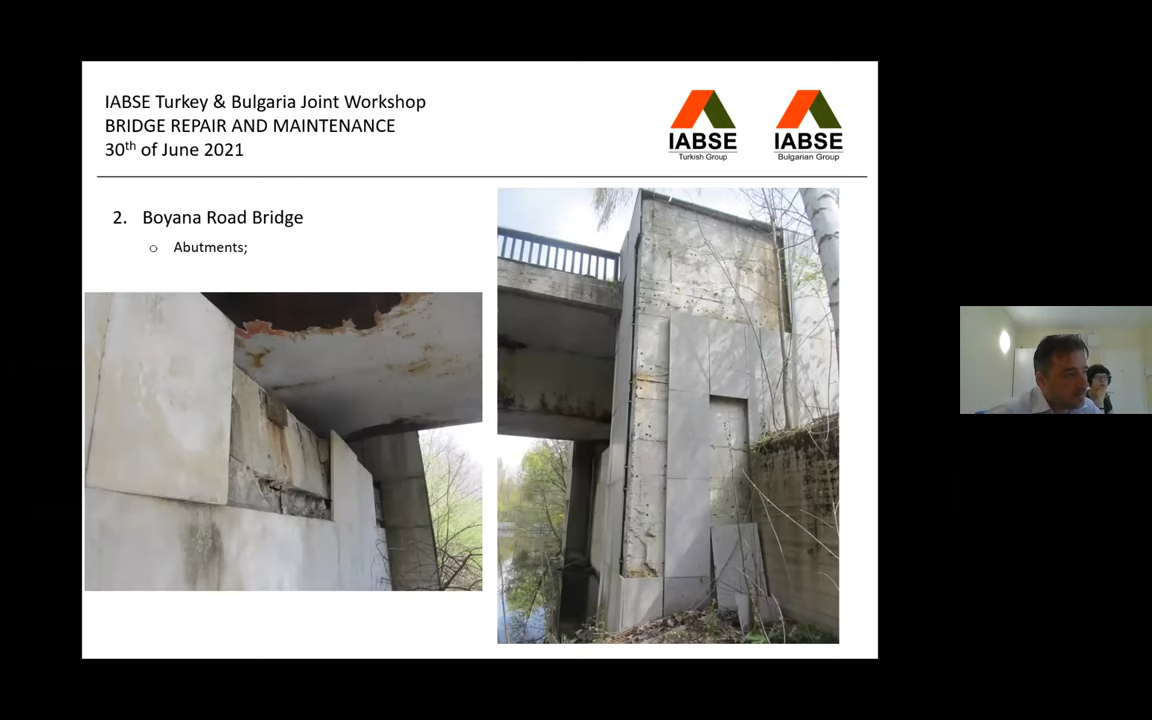 IABSE Turkey & Bulgaria Joint Workshop
BRIDGE REPAIR AND MAINTENANCE
30th of June 2021
IABSE
Turkish Group
IABSE
Bulgarian Group
2. Boyana Road Bridge
o Abutments;